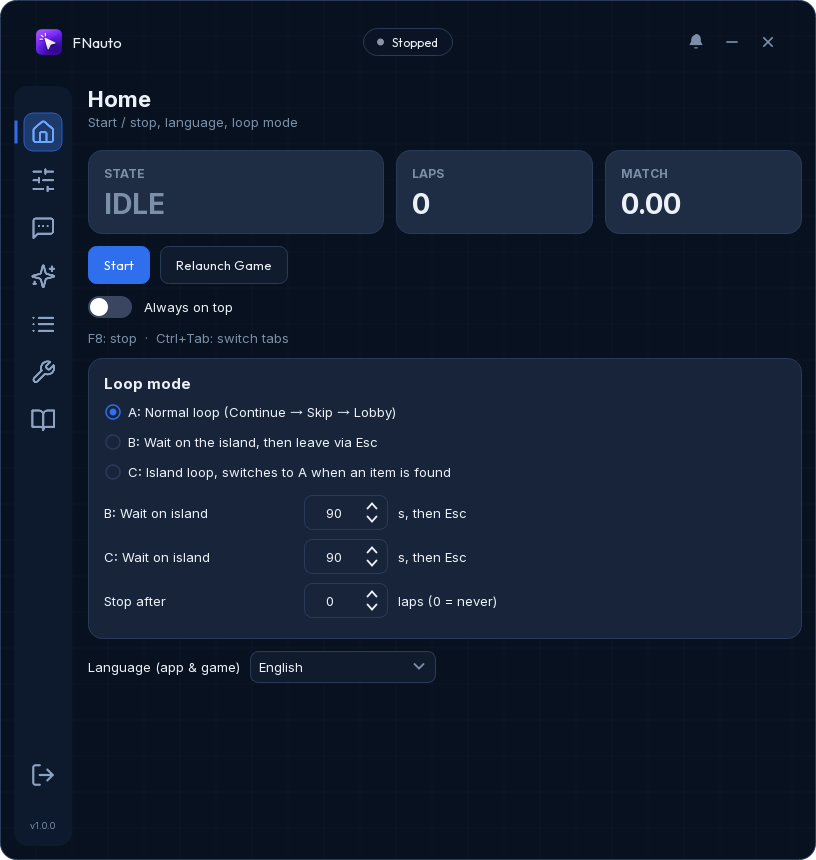 FNauto
Stopped
Home
Start / stop, language, loop mode
STATE
IDLE
LAPS
0
MATCH
0.00
Start
Relaunch Game
Always on top
F8: stop · Ctrl+Tab: switch tabs
Loop mode
A: Normal loop (Continue → Skip → Lobby)
B: Wait on the island, then leave via Esc
C: Island loop, switches to A when an item is found
B: Wait on island 90 s, then Esc
C: Wait on island 90 s, then Esc
Stop after 0 laps (0 = never)
Language (app & game) English
v1.0.0